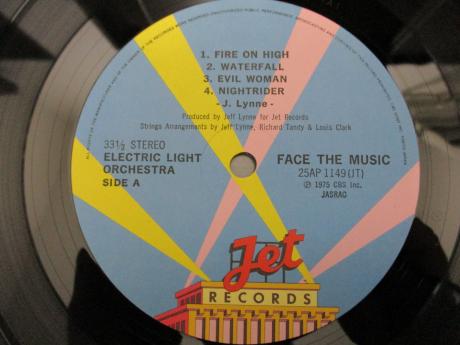 1. FIRE ON HIGH
2. WATERFALL
3. EVIL WOMAN
4. NIGHTRIDER
- J. Lynne -
Produced by Jeff Lynne for Jet Records
Strings Arrangements by Jeff Lynne, Richard Tandy & Louis Clark
33⅓ STEREO
ELECTRIC LIGHT
ORCHESTRA
SIDE A
FACE THE MUSIC
25AP 1149(JT)
℗ 1975 CBS Inc.
JASRAC
Jet
RECORDS